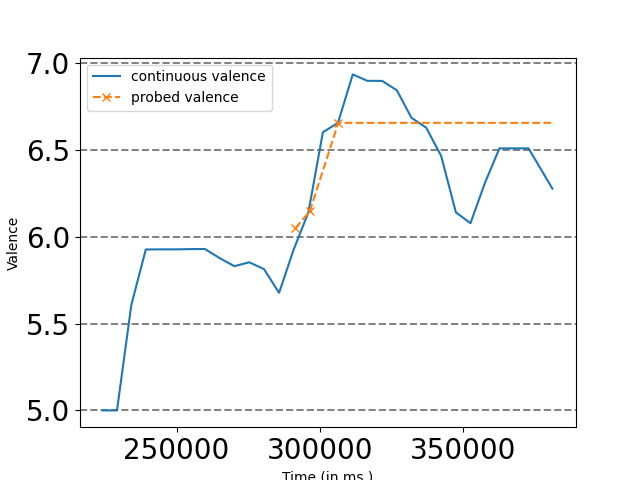 continuous valence
probed valence
7.0
6.5
6.0
5.5
5.0
Valence
250000 300000 350000
Time (in ms.)